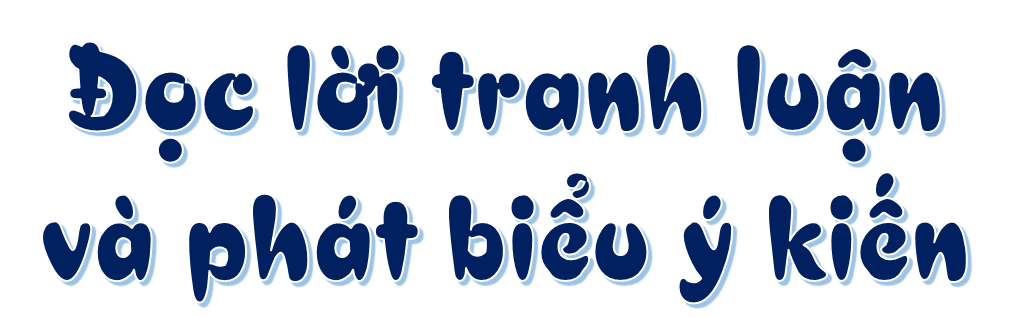 Đọc lời tranh luận
và phát biểu ý kiến